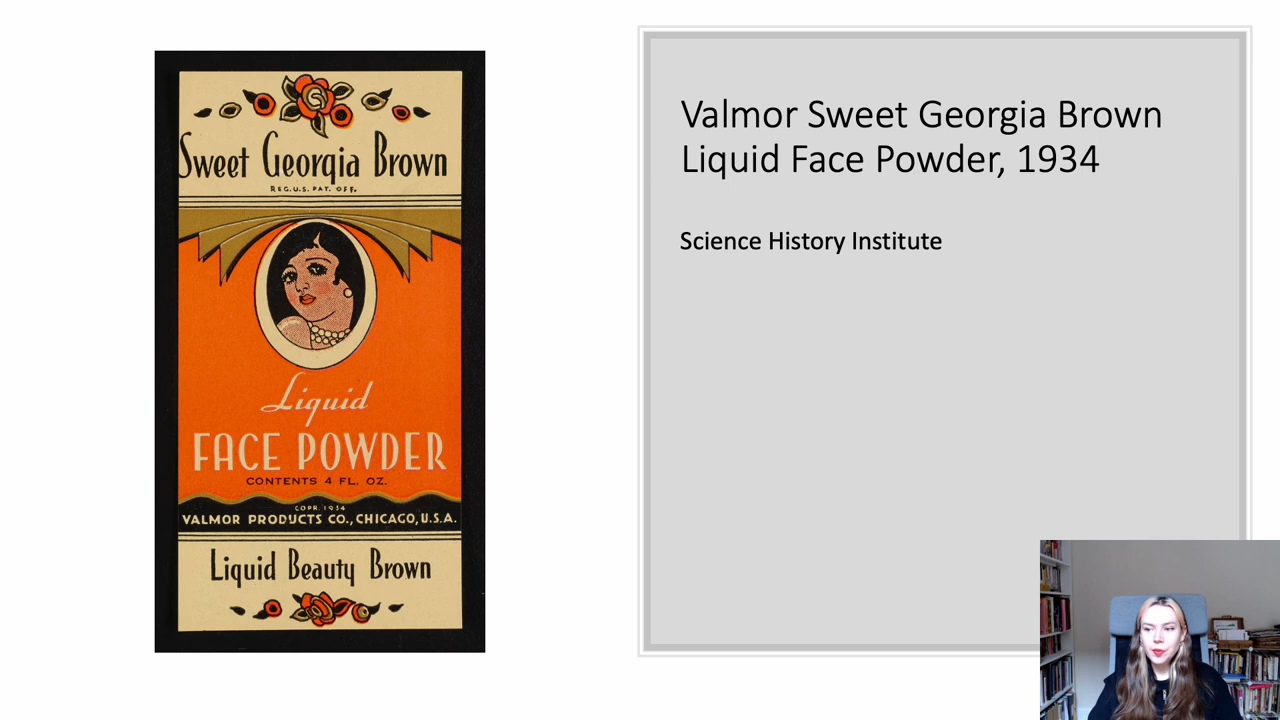 Sweet Georgia Brown
REG. U.S. PAT. OFF.
Liquid
FACE POWDER
CONTENTS 4 FL. OZ.
COPR. 1934
VALMOR PRODUCTS CO., CHICAGO, U.S.A.
Liquid Beauty Brown
Valmor Sweet Georgia Brown
Liquid Face Powder, 1934
Science History Institute